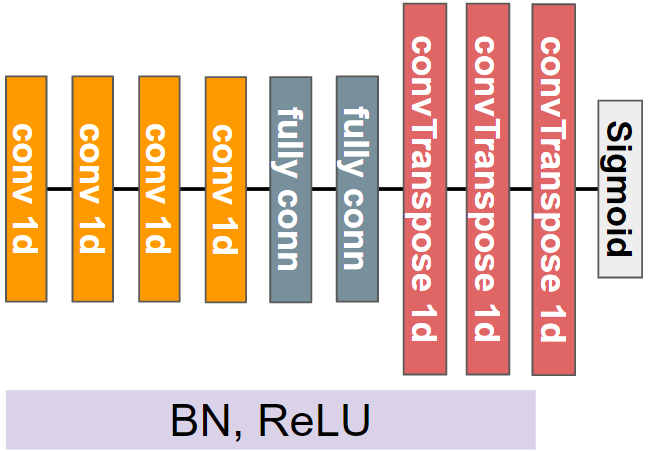 conv 1d
conv 1d
conv 1d
conv 1d
fully conn
fully conn
convTranspose 1d
convTranspose 1d
convTranspose 1d
Sigmoid
BN, ReLU